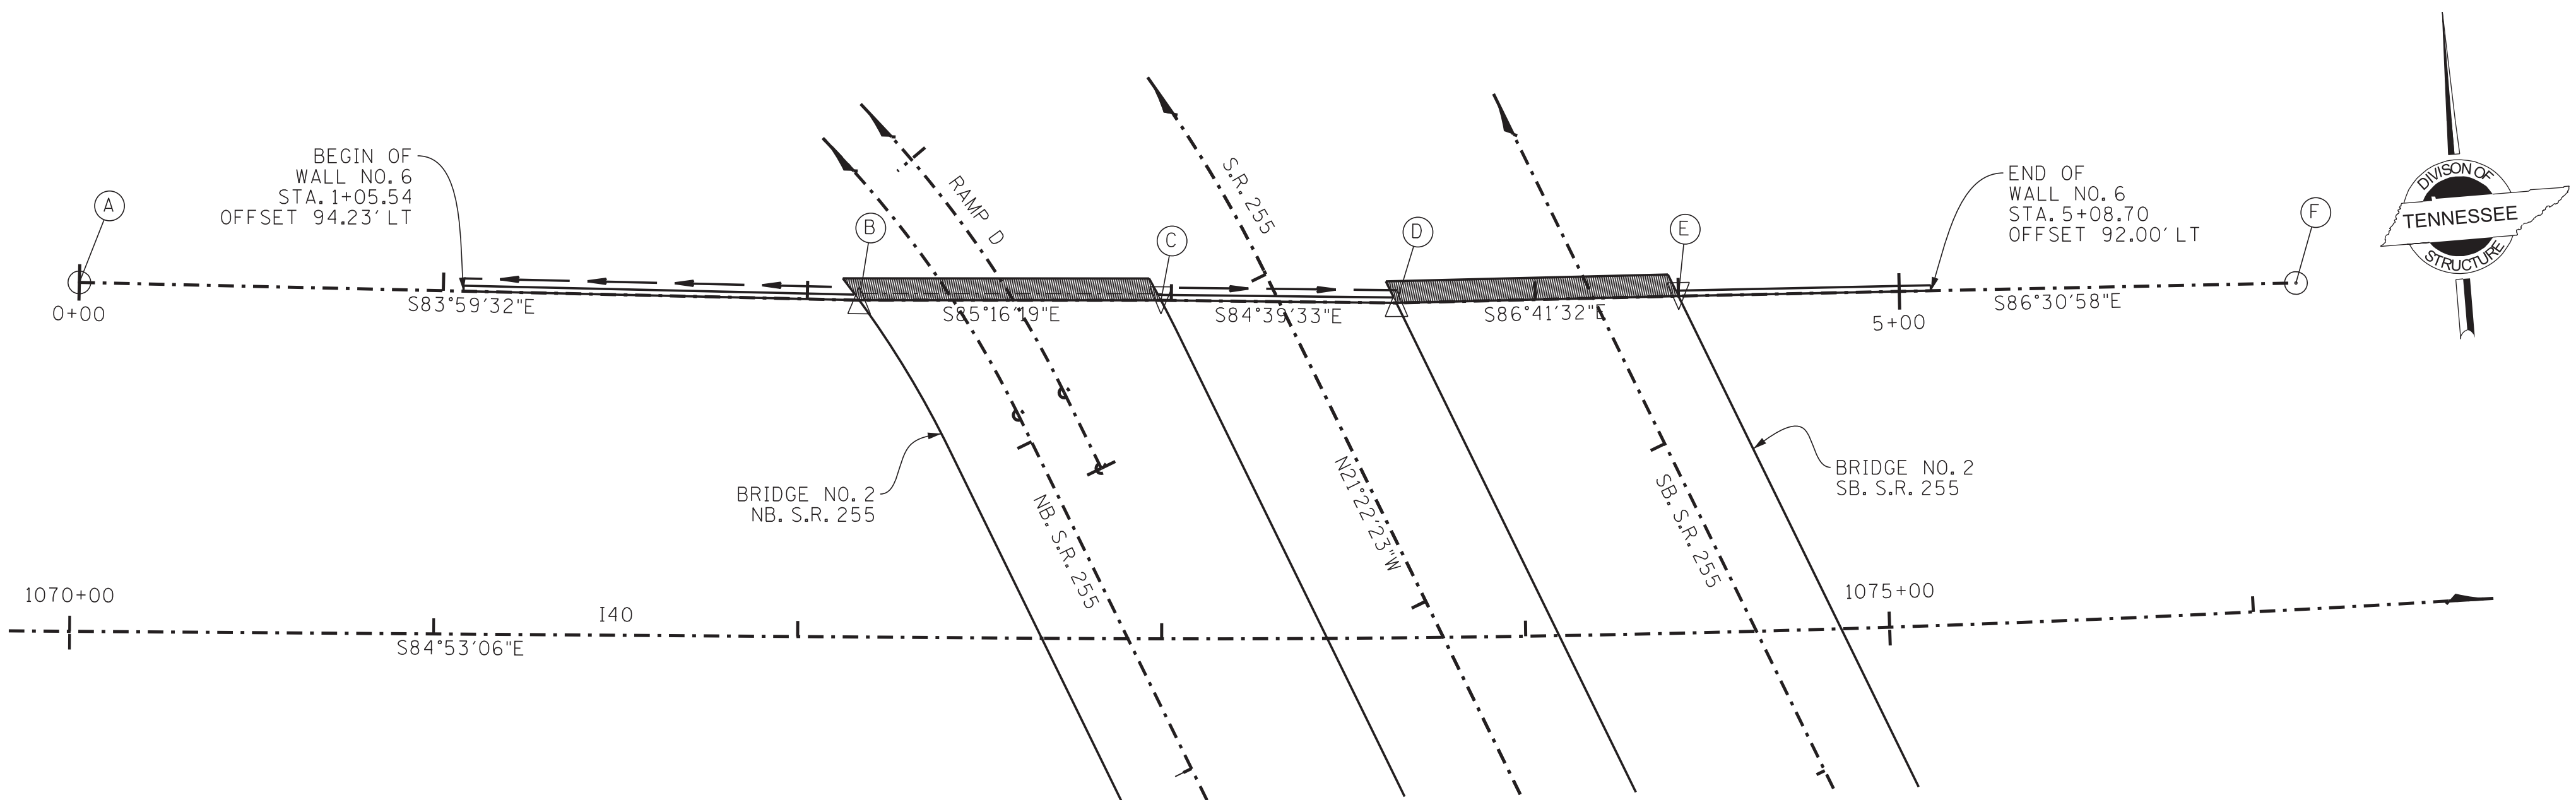 BEGIN OF
WALL NO. 6
STA. 1+05.54
OFFSET 94.23' LT
A
0+00
S83°59'32"E
B
RAMP D
S85°16'19"E
C
S.R. 255
S84°39'33"E
D
S86°41'32"E
E
END OF
WALL NO. 6
STA. 5+08.70
OFFSET 92.00' LT
5+00
S86°30'58"E
F
DIVISON OF
TENNESSEE
STRUCTURE
BRIDGE NO. 2
NB. S.R. 255
NB. S.R. 255
N21°22'23"W
SB. S.R. 255
BRIDGE NO. 2
SB. S.R. 255
1070+00
I40
S84°53'06"E
1075+00